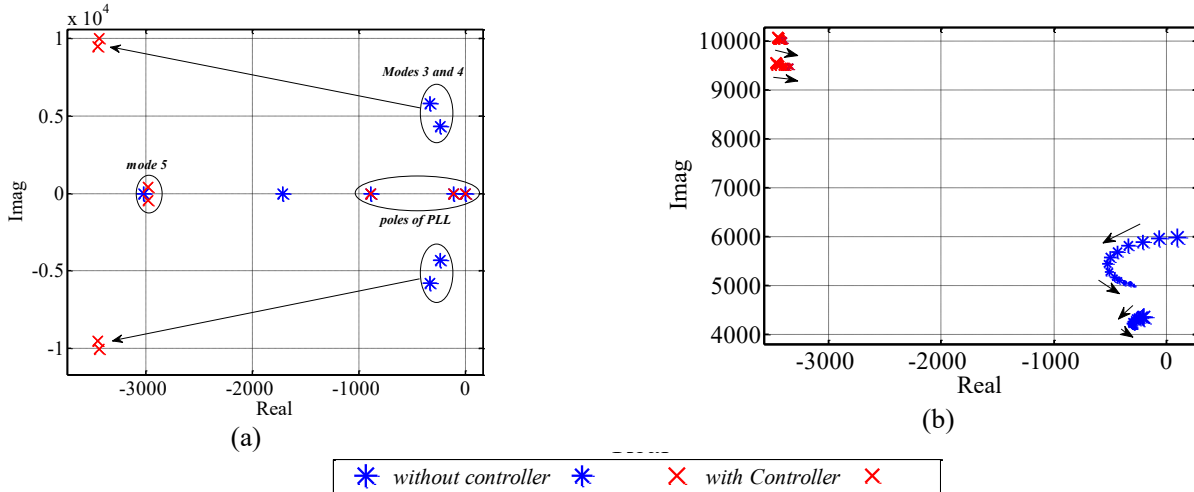 x 10⁴
1
0.5
0
-0.5
-1
Imag
Modes 3 and 4
mode 5
poles of PLL
-3000 -2000 -1000 0
Real
(a)
10000
9000
8000
7000
6000
5000
4000
Imag
-3000 -2000 -1000 0
Real
(b)
without controller with Controller